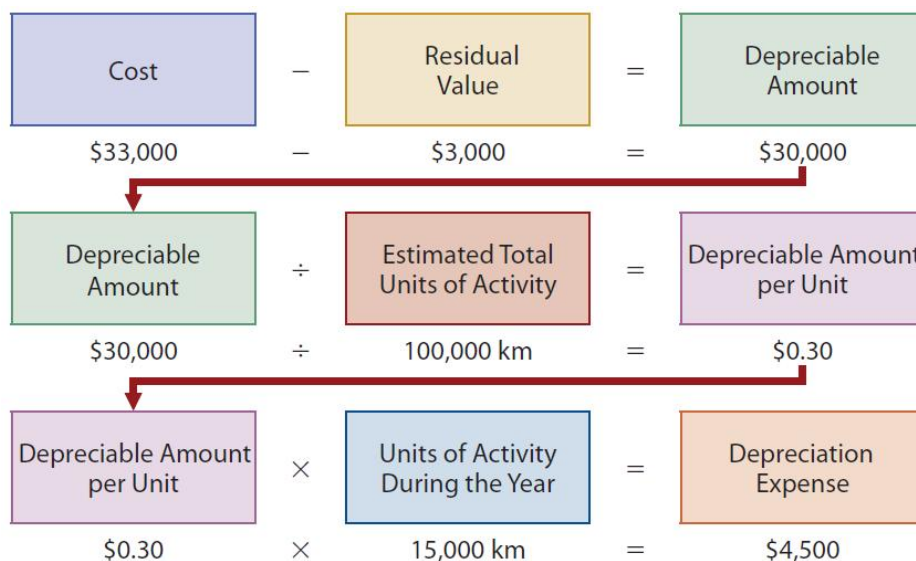 Cost
−
Residual
Value
=
Depreciable
Amount
$33,000 − $3,000 = $30,000
Depreciable
Amount
÷
Estimated Total
Units of Activity
=
Depreciable Amount
per Unit
$30,000 ÷ 100,000 km = $0.30
Depreciable Amount
per Unit
×
Units of Activity
During the Year
=
Depreciation
Expense
$0.30 × 15,000 km = $4,500